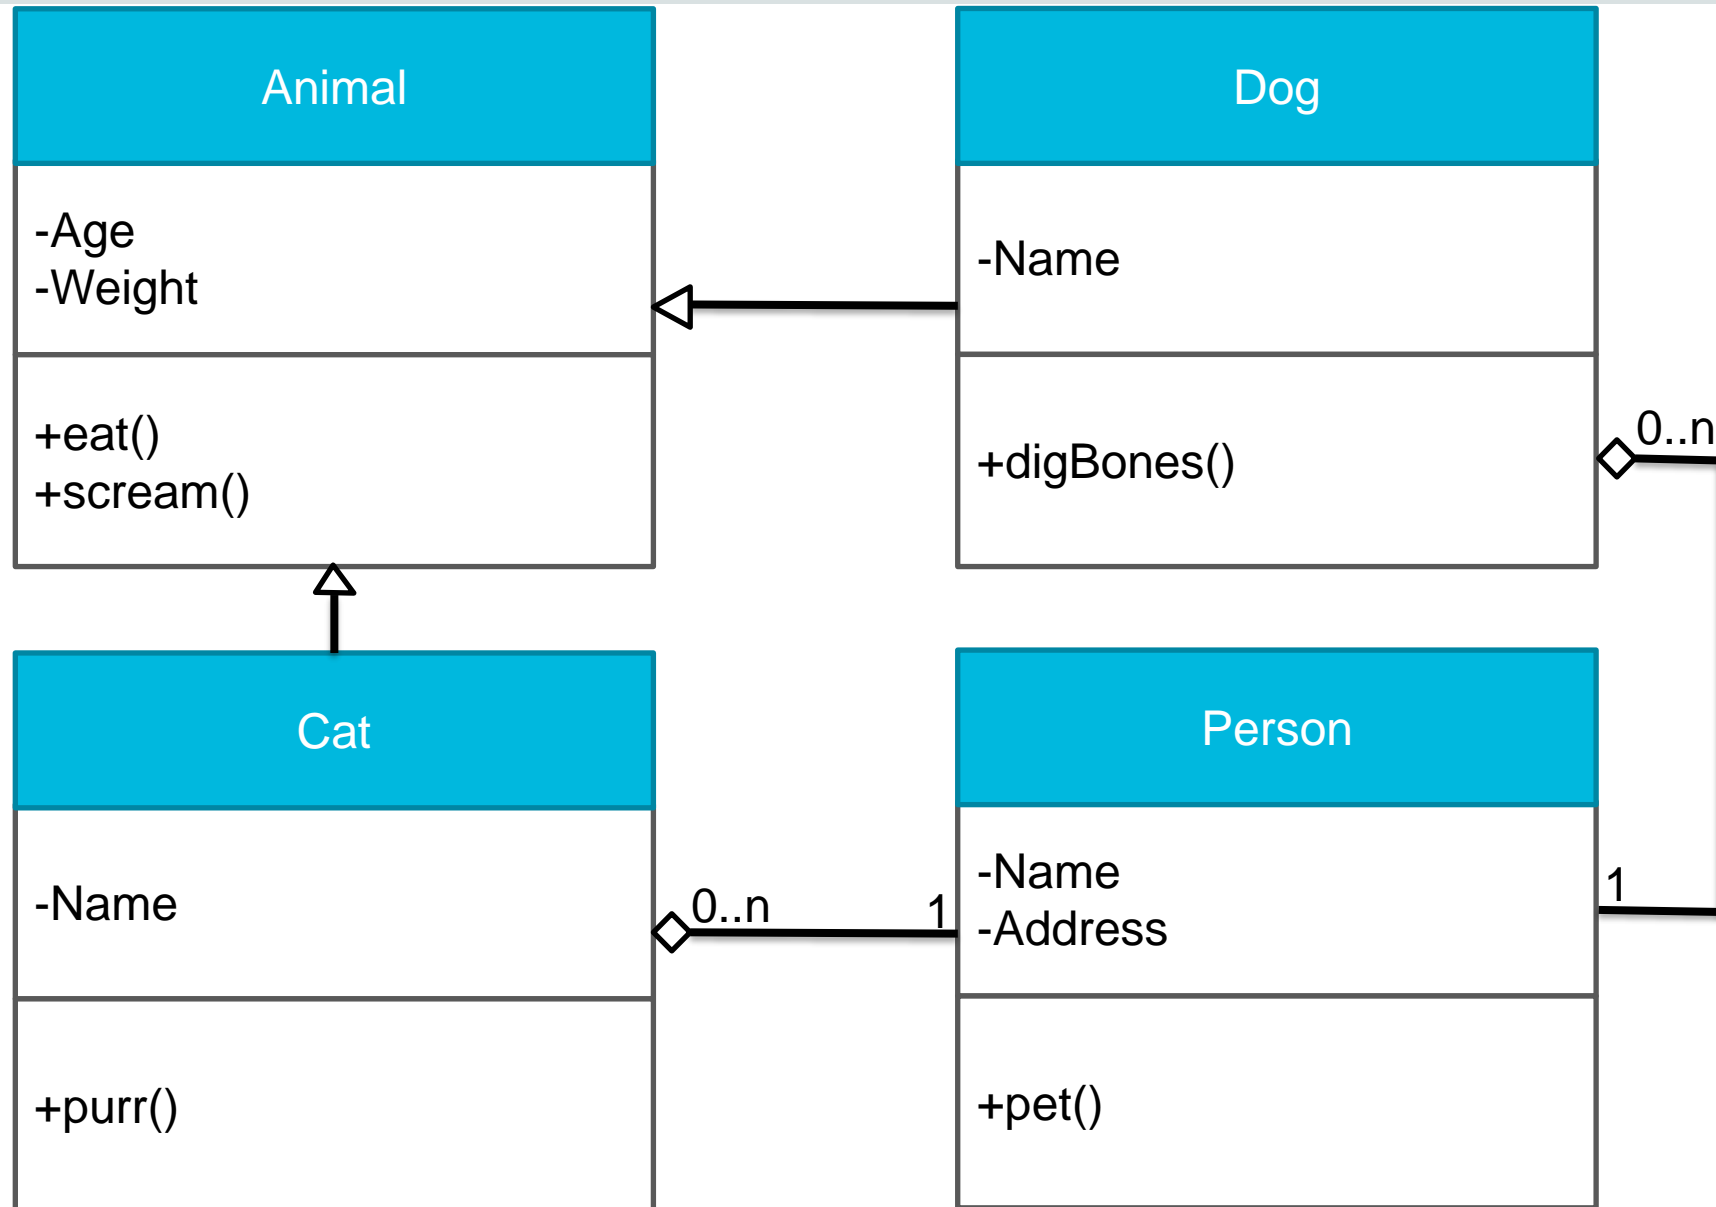 Animal
-Age
-Weight
+eat()
+scream()
Dog
-Name
+digBones()
0..n
Cat
-Name
+purr()
0..n
1
Person
-Name
-Address
+pet()
1